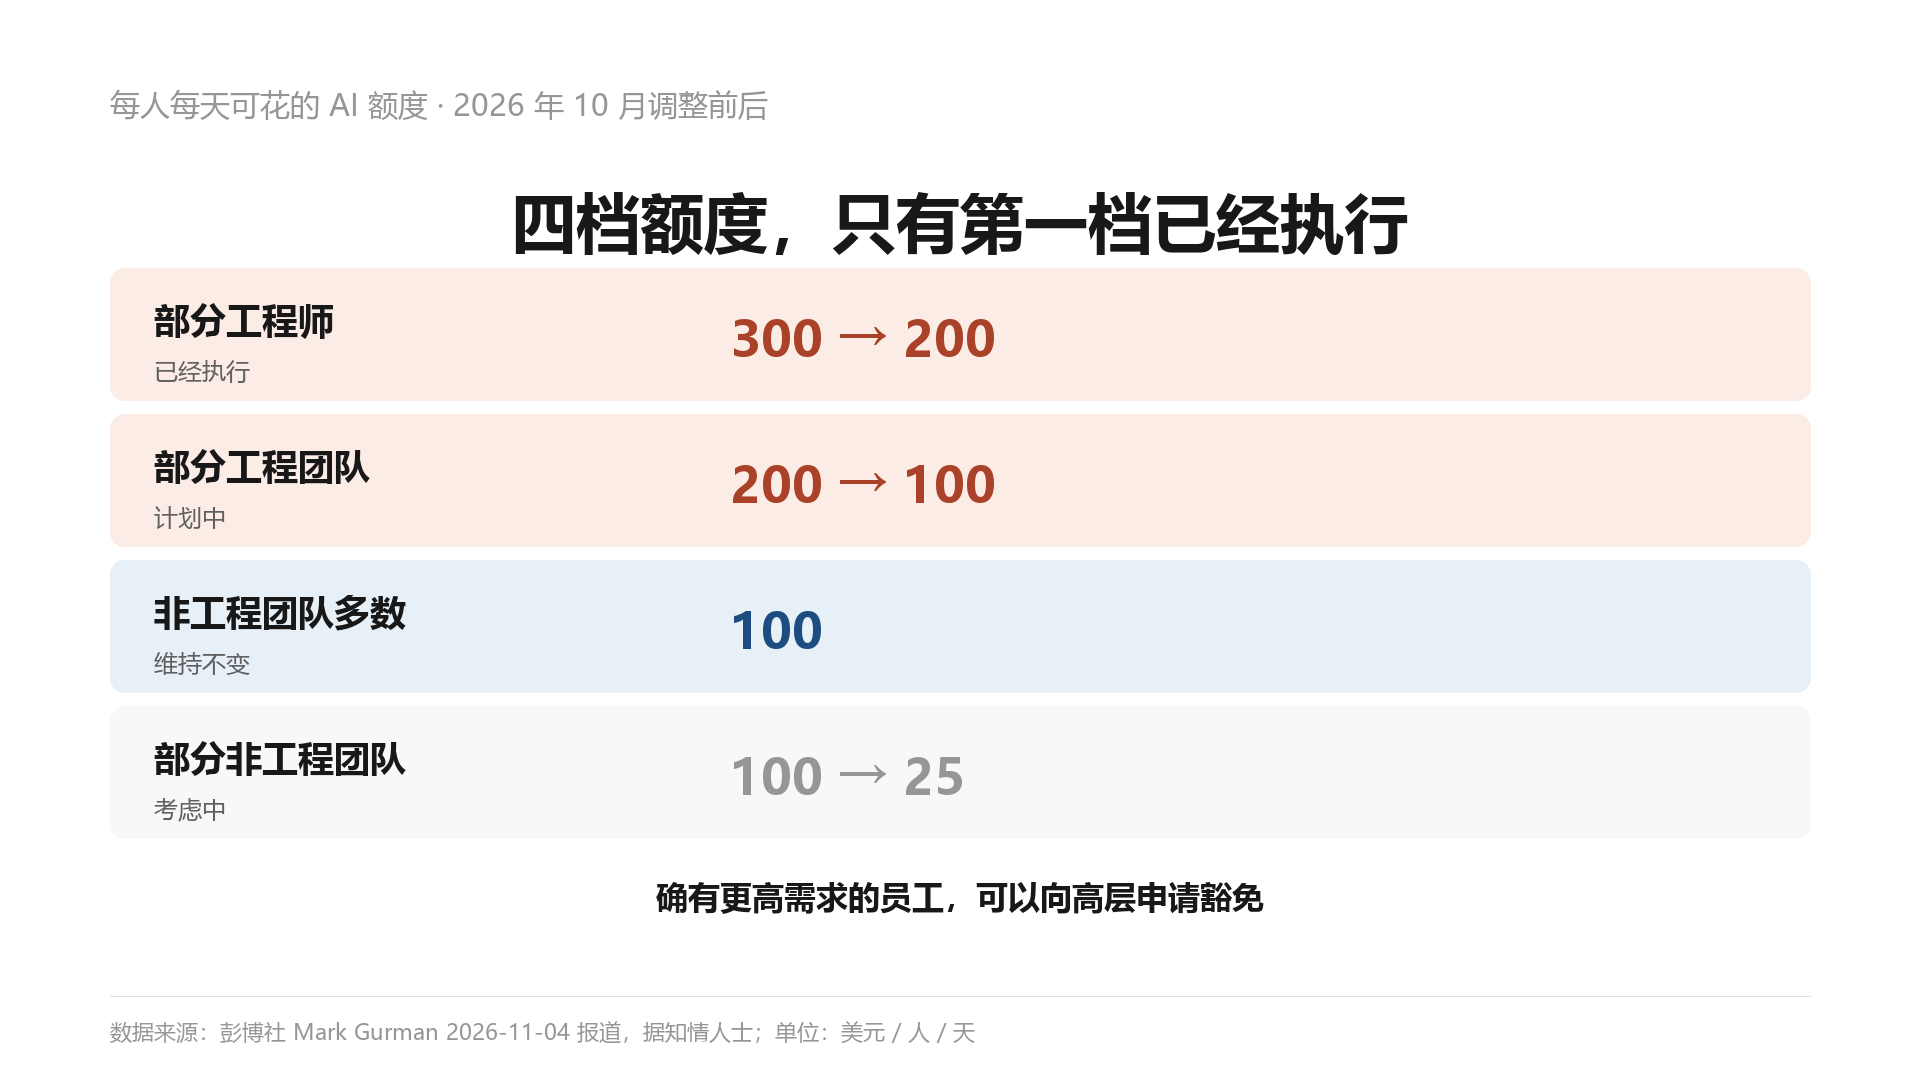 每人每天可花的 AI 额度 · 2026 年 10 月调整前后
四档额度，只有第一档已经执行
部分工程师
300 → 200
已经执行
部分工程团队
200 → 100
计划中
非工程团队多数
100
维持不变
部分非工程团队
100 → 25
考虑中
确有更高需求的员工，可以向高层申请豁免
数据来源：彭博社 Mark Gurman 2026-11-04 报道，据知情人士；单位：美元 / 人 / 天